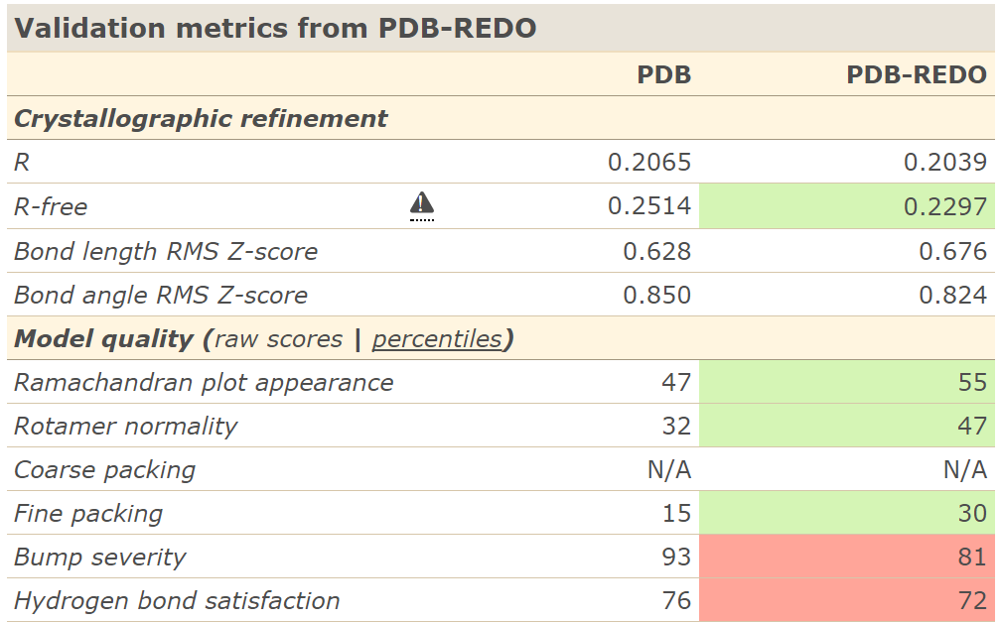 Validation metrics from PDB-REDO
PDB PDB-REDO
Crystallographic refinement
R 0.2065 0.2039
R-free 0.2514 0.2297
Bond length RMS Z-score 0.628 0.676
Bond angle RMS Z-score 0.850 0.824
Model quality (raw scores | percentiles)
Ramachandran plot appearance 47 55
Rotamer normality 32 47
Coarse packing N/A N/A
Fine packing 15 30
Bump severity 93 81
Hydrogen bond satisfaction 76 72